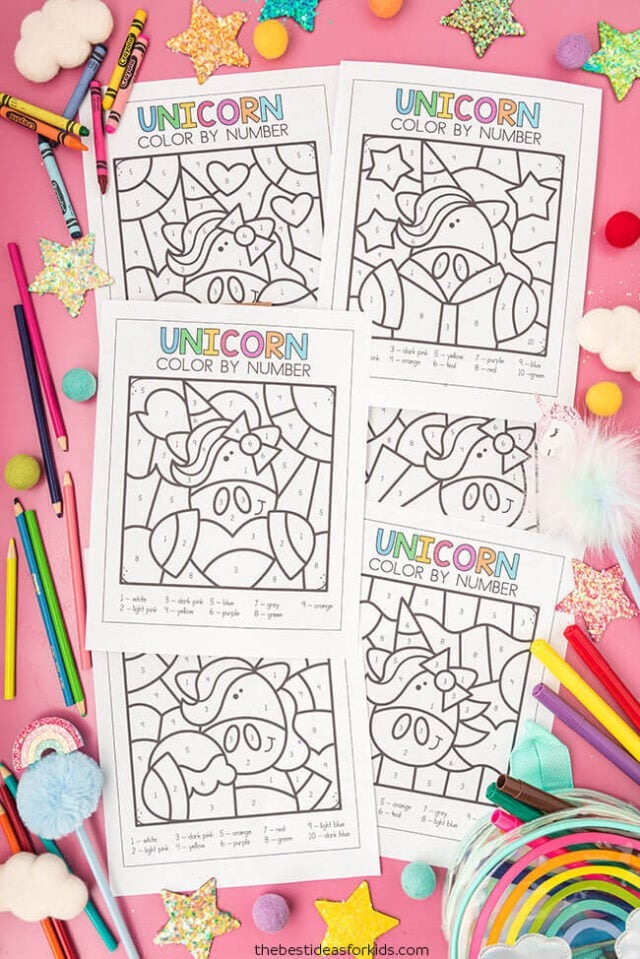 UNICORN
COLOR BY NUMBER
UNICORN
COLOR BY NUMBER
3 – dark pink 5 – yellow 7 – purple 9 – blue
4 – orange 6 – teal 8 – red 10 – green
UNICORN
COLOR BY NUMBER
1 – white 3 – dark pink 5 – blue 7 – grey 9 – orange
2 – light pink 4 – yellow 6 – purple 8 – green
UNICORN
COLOR BY NUMBER
5 – orange 7 – grey
6 – teal 8 – light blue
1 – white 3 – dark pink 5 – orange 7 – red 9 – light blue
2 – light pink 4 – yellow 6 – purple 8 – green 10 – dark blue
Crayola
thebestideasforkids.com